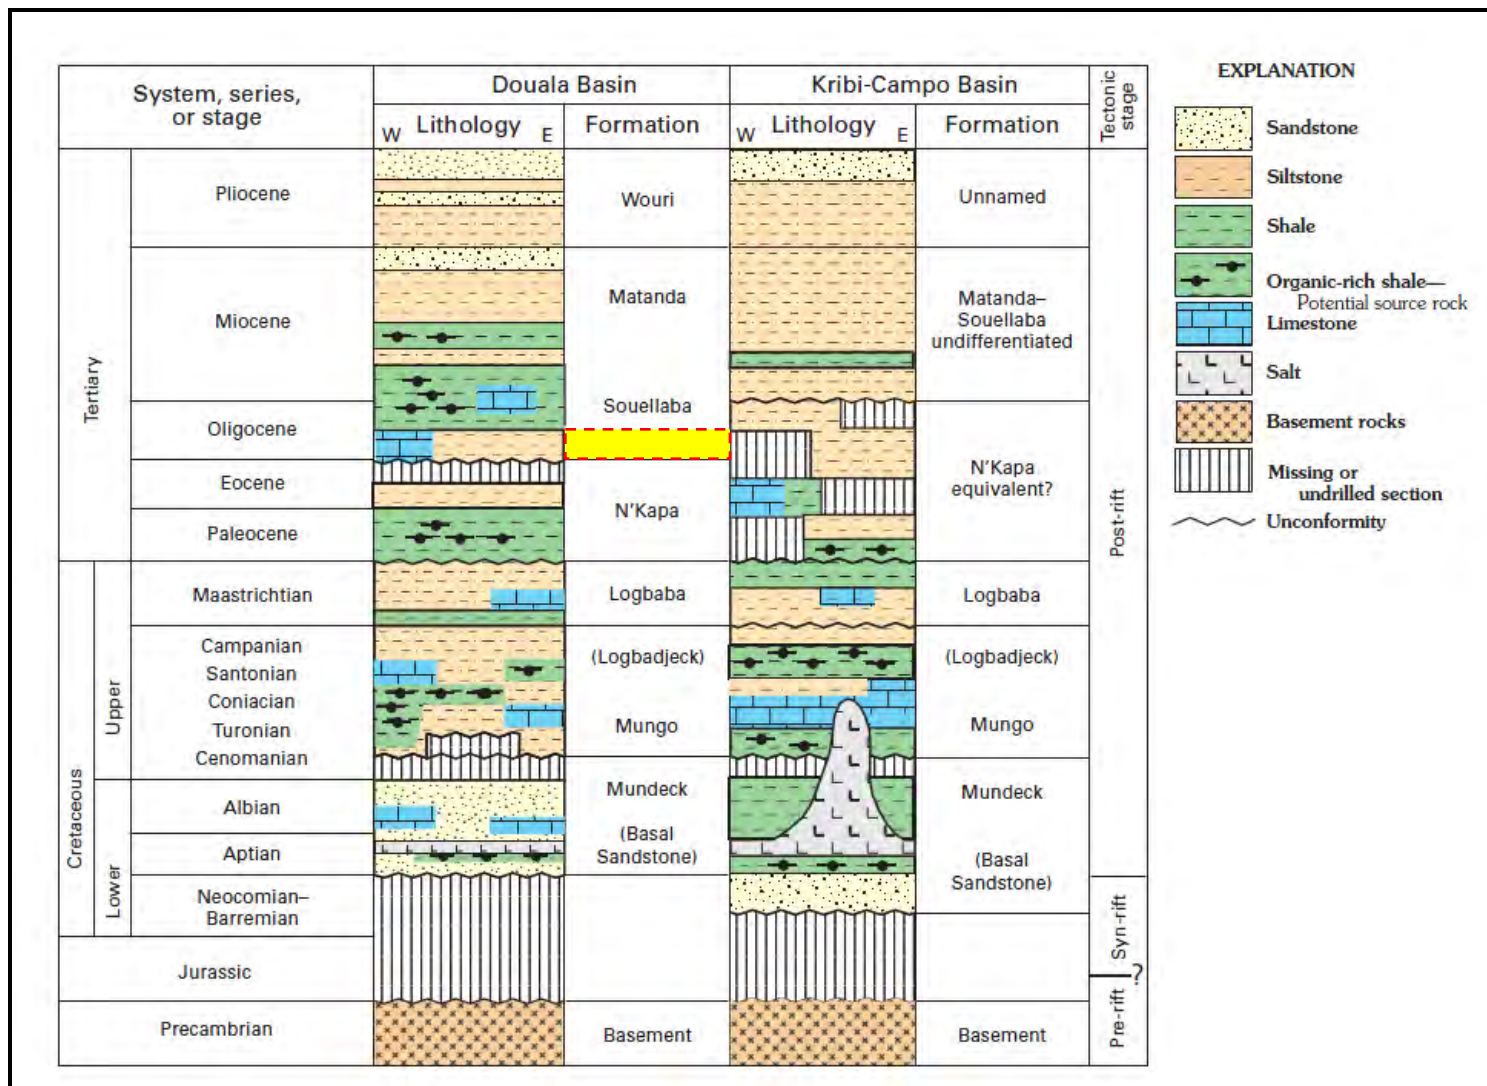 System, series,
or stage
Douala Basin
Kribi-Campo Basin
Tectonic
stage
W Lithology E
Formation
W Lithology E
Formation
Tertiary
Pliocene
Wouri
Unnamed
Miocene
Matanda
Matanda–
Souellaba
undifferentiated
Oligocene
Souellaba
Eocene
N'Kapa
N'Kapa
equivalent?
Paleocene
Post-rift
Cretaceous
Upper
Maastrichtian
Logbaba
Logbaba
Campanian
Santonian
Coniacian
Turonian
Cenomanian
(Logbadjeck)
Mungo
(Logbadjeck)
Mungo
Lower
Albian
Aptian
Neocomian–
Barremian
Mundeck
(Basal
Sandstone)
Mundeck
(Basal
Sandstone)
Syn-rift
Jurassic
?
Pre-rift
Precambrian
Basement
Basement
EXPLANATION
Sandstone
Siltstone
Shale
Organic-rich shale—
Potential source rock
Limestone
Salt
Basement rocks
Missing or
undrilled section
Unconformity